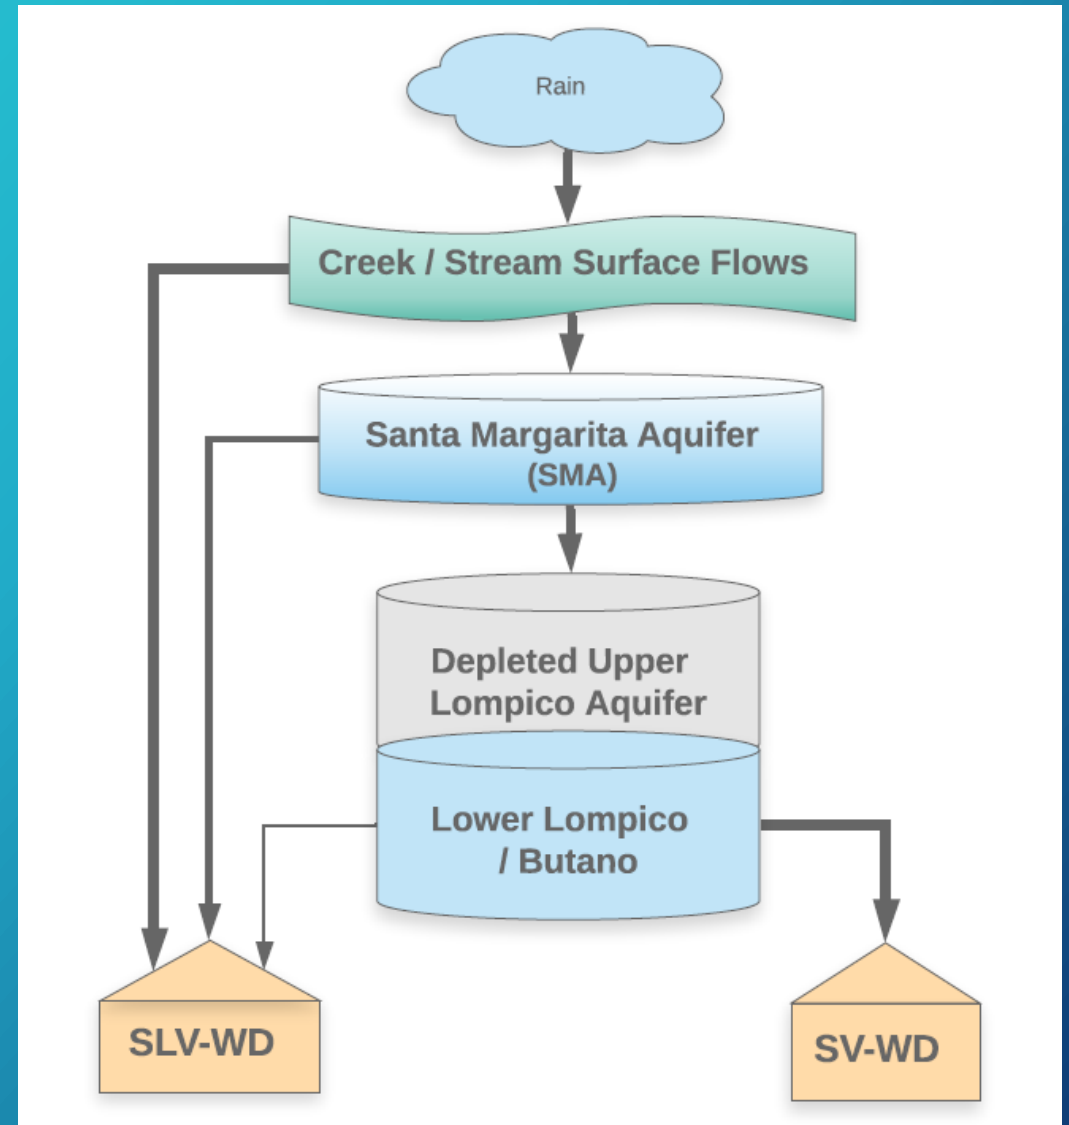 Rain
Creek / Stream Surface Flows
Santa Margarita Aquifer
(SMA)
Depleted Upper
Lompico Aquifer
Lower Lompico
/ Butano
SLV-WD
SV-WD